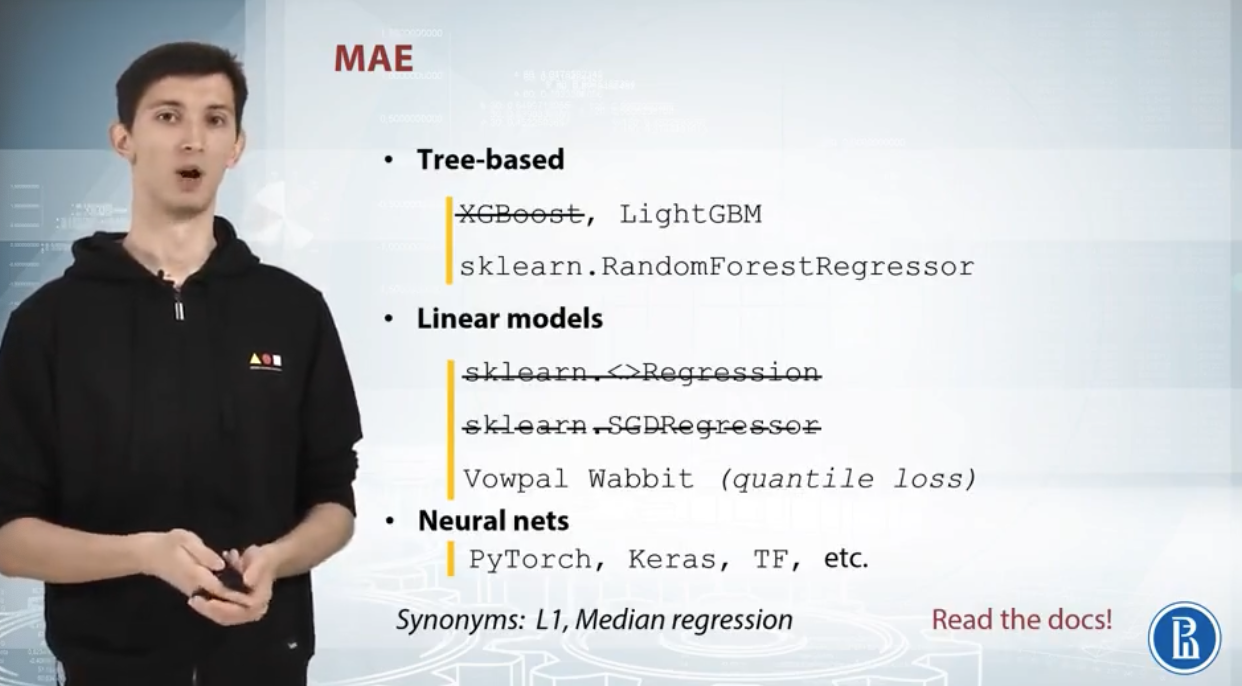 MAE
• Tree-based
XGBoost, LightGBM
sklearn.RandomForestRegressor
• Linear models
sklearn.<>Regression
sklearn.SGDRegressor
Vowpal Wabbit (quantile loss)
• Neural nets
PyTorch, Keras, TF, etc.
Synonyms: L1, Median regression
Read the docs!